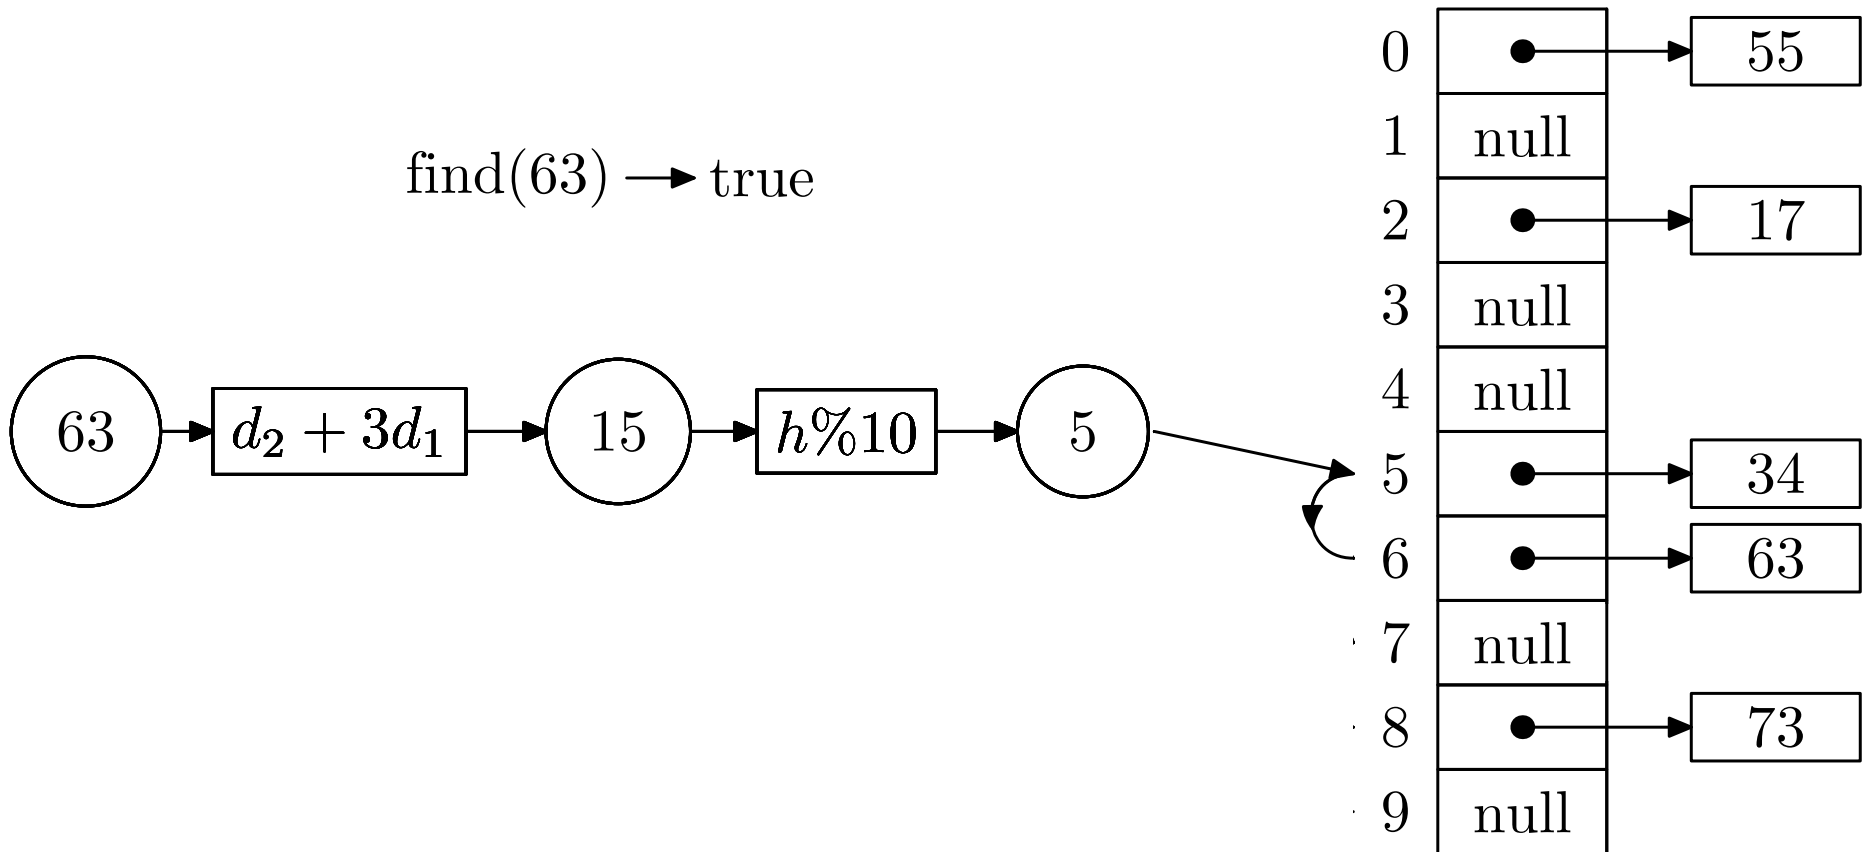 0 55
1 null
find(63) true
2 17
3 null
4 null
63 d₂ + 3d₁ 15 h%10 5
5 34
6 63
7 null
8 73
9 null